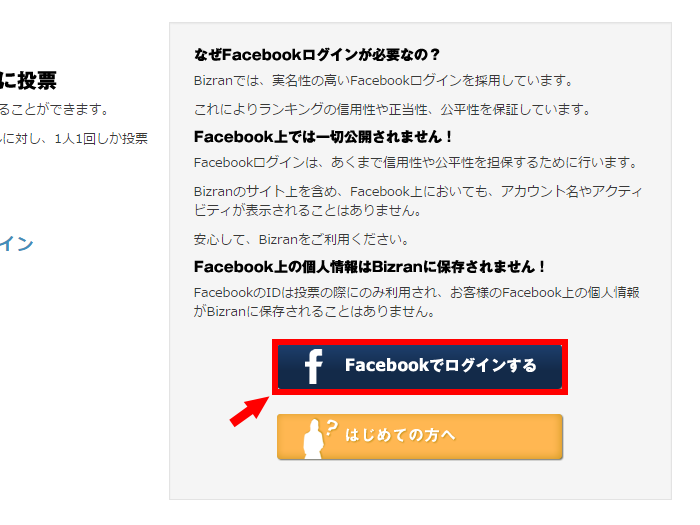 に投票
ることができます。
に対し、1人1回しか投票
イン
なぜFacebookログインが必要なの？
Bizranでは、実名性の高いFacebookログインを採用しています。
これによりランキングの信用性や正当性、公平性を保証しています。
Facebook上では一切公開されません！
Facebookログインは、あくまで信用性や公平性を担保するために行います。
Bizranのサイト上を含め、Facebook上においても、アカウント名やアクティ
ビティが表示されることはありません。
安心して、Bizranをご利用ください。
Facebook上の個人情報はBizranに保存されません！
FacebookのIDは投票の際にのみ利用され、お客様のFacebook上の個人情報
がBizranに保存されることはありません。
f Facebookでログインする
? はじめての方へ